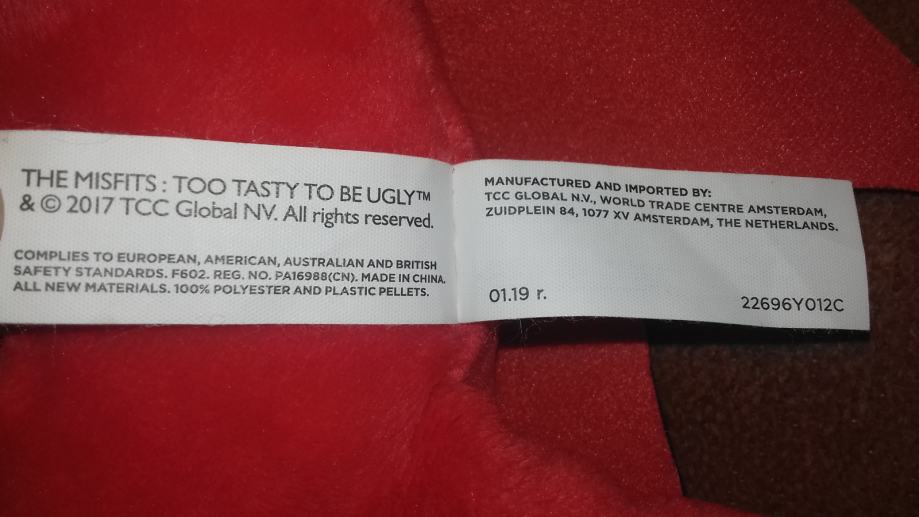 THE MISFITS : TOO TASTY TO BE UGLY™
& © 2017 TCC Global NV. All rights reserved.
COMPLIES TO EUROPEAN, AMERICAN, AUSTRALIAN AND BRITISH
SAFETY STANDARDS. F602. REG. NO. PA16988(CN). MADE IN CHINA.
ALL NEW MATERIALS. 100% POLYESTER AND PLASTIC PELLETS.
MANUFACTURED AND IMPORTED BY:
TCC GLOBAL N.V., WORLD TRADE CENTRE AMSTERDAM,
ZUIDPLEIN 84, 1077 XV AMSTERDAM, THE NETHERLANDS.
01.19 r.
22696Y012C